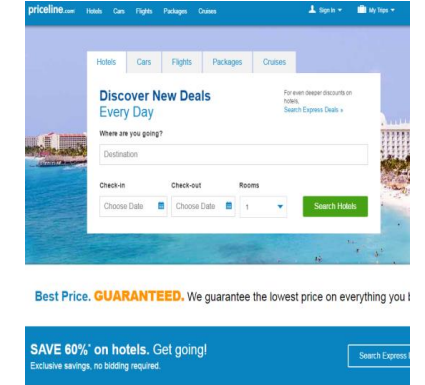 priceline.com Hotels Cars Flights Packages Cruises Sign In My Trips
Hotels Cars Flights Packages Cruises
Discover New Deals
Every Day
For even deeper discounts on
hotels,
Search Express Deals »
Where are you going?
Destination
Check-in Check-out Rooms
Choose Date Choose Date 1 Search Hotels
Best Price. GUARANTEED. We guarantee the lowest price on everything you
SAVE 60%* on hotels. Get going!
Exclusive savings, no bidding required.
Search Express